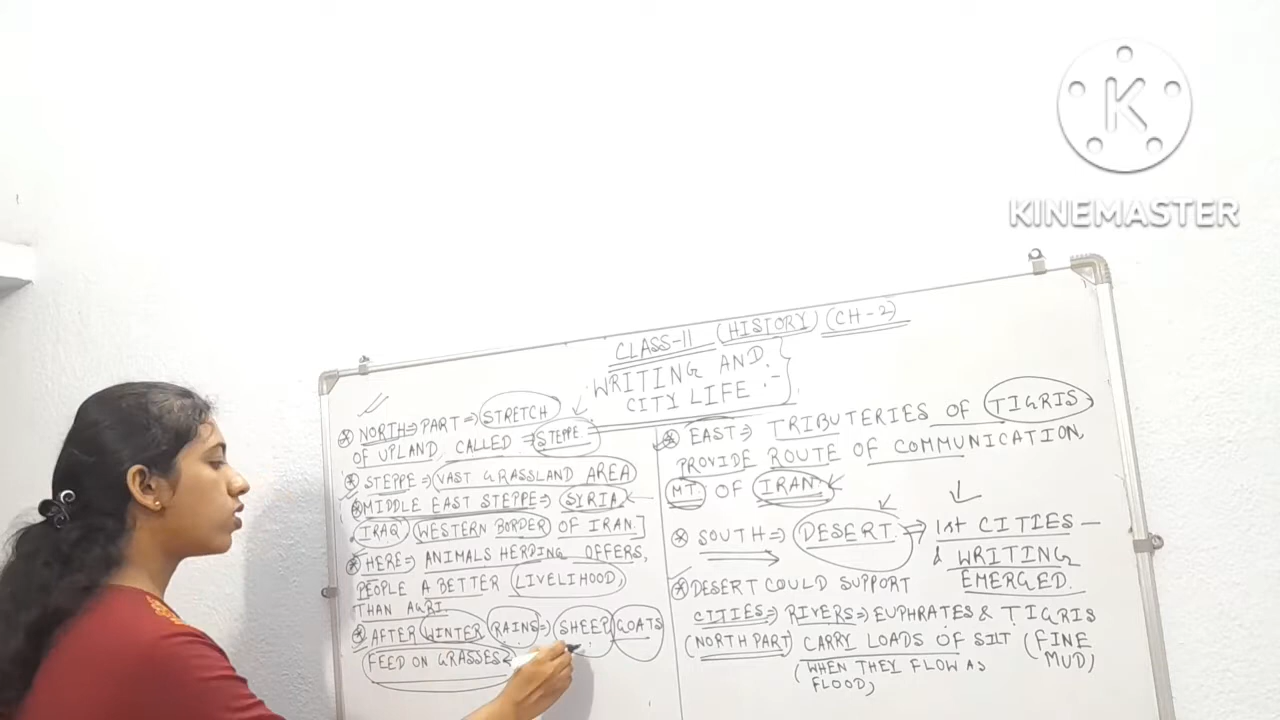 K
KINEMASTER
CLASS-11 (HISTORY) (CH-2)
WRITING AND
CITY LIFE :-
NORTH⇒ PART ⇒ STRETCH
OF UPLAND CALLED ⇒ STEPPE
STEPPE ⇒ VAST GRASSLAND AREA
MIDDLE EAST STEPPE ⇒ SYRIA
IRAQ, WESTERN BORDER OF IRAN.
HERE ⇒ ANIMALS HERDING OFFERS,
PEOPLE A BETTER LIVELIHOOD,
THAN AGRI.
AFTER WINTER RAINS ⇒ SHEEP GOATS
FEED ON GRASSES
EAST ⇒ TRIBUTERIES OF TIGRIS
PROVIDE ROUTE OF COMMUNICATION,
MT. OF IRAN.
SOUTH ⇒ DESERT → 1st CITIES
& WRITING
EMERGED.
DESERT COULD SUPPORT
CITIES ⇒ RIVERS ⇒ EUPHRATES & TIGRIS
(NORTH PART) CARRY LOADS OF SILT (FINE
MUD)
(WHEN THEY FLOW AS
FLOOD,